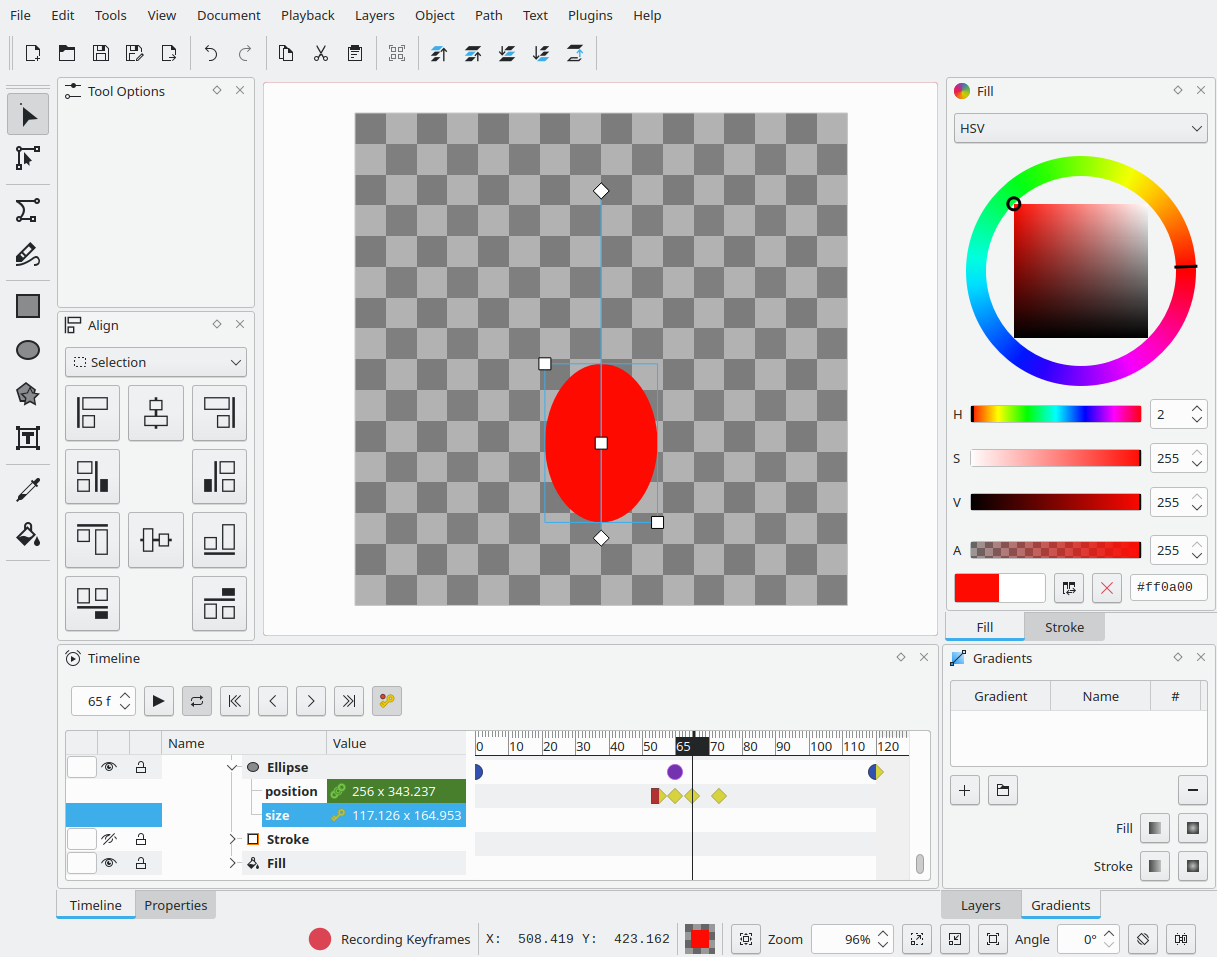 File Edit Tools View Document Playback Layers Object Path Text Plugins Help
Tool Options
Align
Selection
Fill
HSV
H 2
S 255
V 255
A 255
#ff0a00
Fill Stroke
Timeline
65 f
Name Value
0 10 20 30 40 50 65 70 80 90 100 110 120
Ellipse
position 256 x 343.237
size 117.126 x 164.953
Stroke
Fill
Timeline Properties
Gradients
Gradient Name #
Fill
Stroke
Layers Gradients
Recording Keyframes X: 508.419 Y: 423.162 Zoom 96% Angle 0°